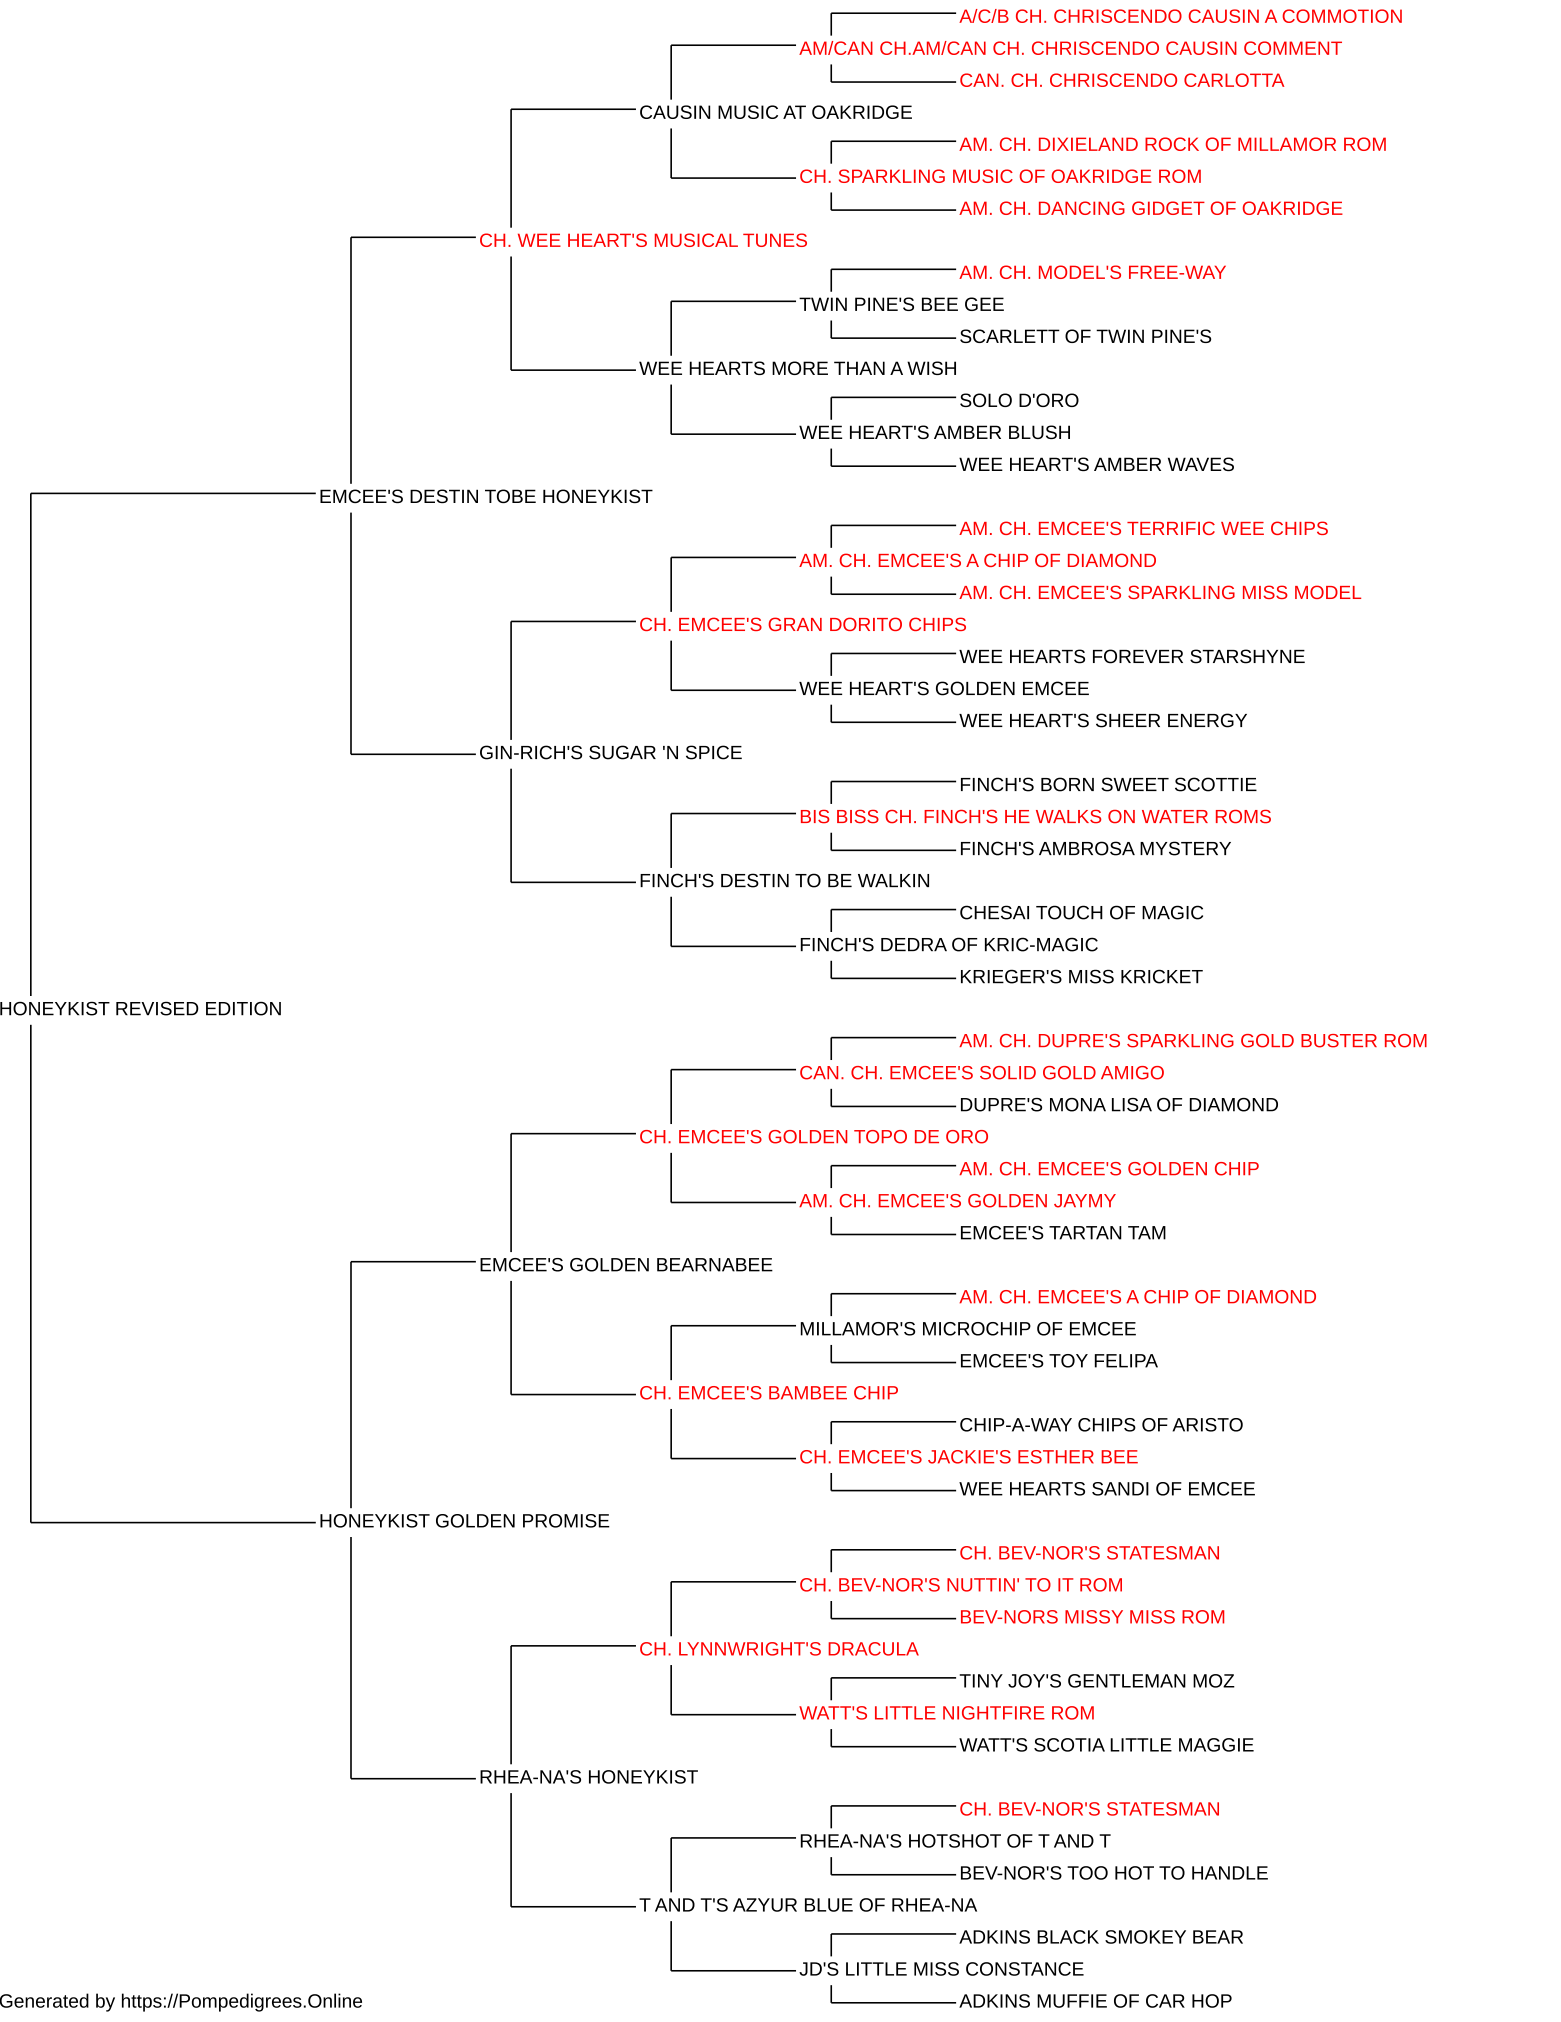 A/C/B CH. CHRISCENDO CAUSIN A COMMOTION
AM/CAN CH.AM/CAN CH. CHRISCENDO CAUSIN COMMENT
CAN. CH. CHRISCENDO CARLOTTA
CAUSIN MUSIC AT OAKRIDGE
AM. CH. DIXIELAND ROCK OF MILLAMOR ROM
CH. SPARKLING MUSIC OF OAKRIDGE ROM
AM. CH. DANCING GIDGET OF OAKRIDGE
CH. WEE HEART'S MUSICAL TUNES
AM. CH. MODEL'S FREE-WAY
TWIN PINE'S BEE GEE
SCARLETT OF TWIN PINE'S
WEE HEARTS MORE THAN A WISH
SOLO D'ORO
WEE HEART'S AMBER BLUSH
WEE HEART'S AMBER WAVES
EMCEE'S DESTIN TOBE HONEYKIST
AM. CH. EMCEE'S TERRIFIC WEE CHIPS
AM. CH. EMCEE'S A CHIP OF DIAMOND
AM. CH. EMCEE'S SPARKLING MISS MODEL
CH. EMCEE'S GRAN DORITO CHIPS
WEE HEARTS FOREVER STARSHYNE
WEE HEART'S GOLDEN EMCEE
WEE HEART'S SHEER ENERGY
GIN-RICH'S SUGAR 'N SPICE
FINCH'S BORN SWEET SCOTTIE
BIS BISS CH. FINCH'S HE WALKS ON WATER ROMS
FINCH'S AMBROSA MYSTERY
FINCH'S DESTIN TO BE WALKIN
CHESAI TOUCH OF MAGIC
FINCH'S DEDRA OF KRIC-MAGIC
KRIEGER'S MISS KRICKET
HONEYKIST REVISED EDITION
AM. CH. DUPRE'S SPARKLING GOLD BUSTER ROM
CAN. CH. EMCEE'S SOLID GOLD AMIGO
DUPRE'S MONA LISA OF DIAMOND
CH. EMCEE'S GOLDEN TOPO DE ORO
AM. CH. EMCEE'S GOLDEN CHIP
AM. CH. EMCEE'S GOLDEN JAYMY
EMCEE'S TARTAN TAM
EMCEE'S GOLDEN BEARNABEE
AM. CH. EMCEE'S A CHIP OF DIAMOND
MILLAMOR'S MICROCHIP OF EMCEE
EMCEE'S TOY FELIPA
CH. EMCEE'S BAMBEE CHIP
CHIP-A-WAY CHIPS OF ARISTO
CH. EMCEE'S JACKIE'S ESTHER BEE
WEE HEARTS SANDI OF EMCEE
HONEYKIST GOLDEN PROMISE
CH. BEV-NOR'S STATESMAN
CH. BEV-NOR'S NUTTIN' TO IT ROM
BEV-NORS MISSY MISS ROM
CH. LYNNWRIGHT'S DRACULA
TINY JOY'S GENTLEMAN MOZ
WATT'S LITTLE NIGHTFIRE ROM
WATT'S SCOTIA LITTLE MAGGIE
RHEA-NA'S HONEYKIST
CH. BEV-NOR'S STATESMAN
RHEA-NA'S HOTSHOT OF T AND T
BEV-NOR'S TOO HOT TO HANDLE
T AND T'S AZYUR BLUE OF RHEA-NA
ADKINS BLACK SMOKEY BEAR
JD'S LITTLE MISS CONSTANCE
ADKINS MUFFIE OF CAR HOP
Generated by https://Pompedigrees.Online